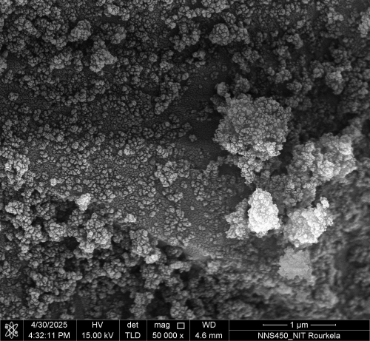 4/30/2025 HV det mag □ WD 1 µm
4:32:11 PM 15.00 kV TLD 50 000 x 4.6 mm NNS450_NIT Rourkela